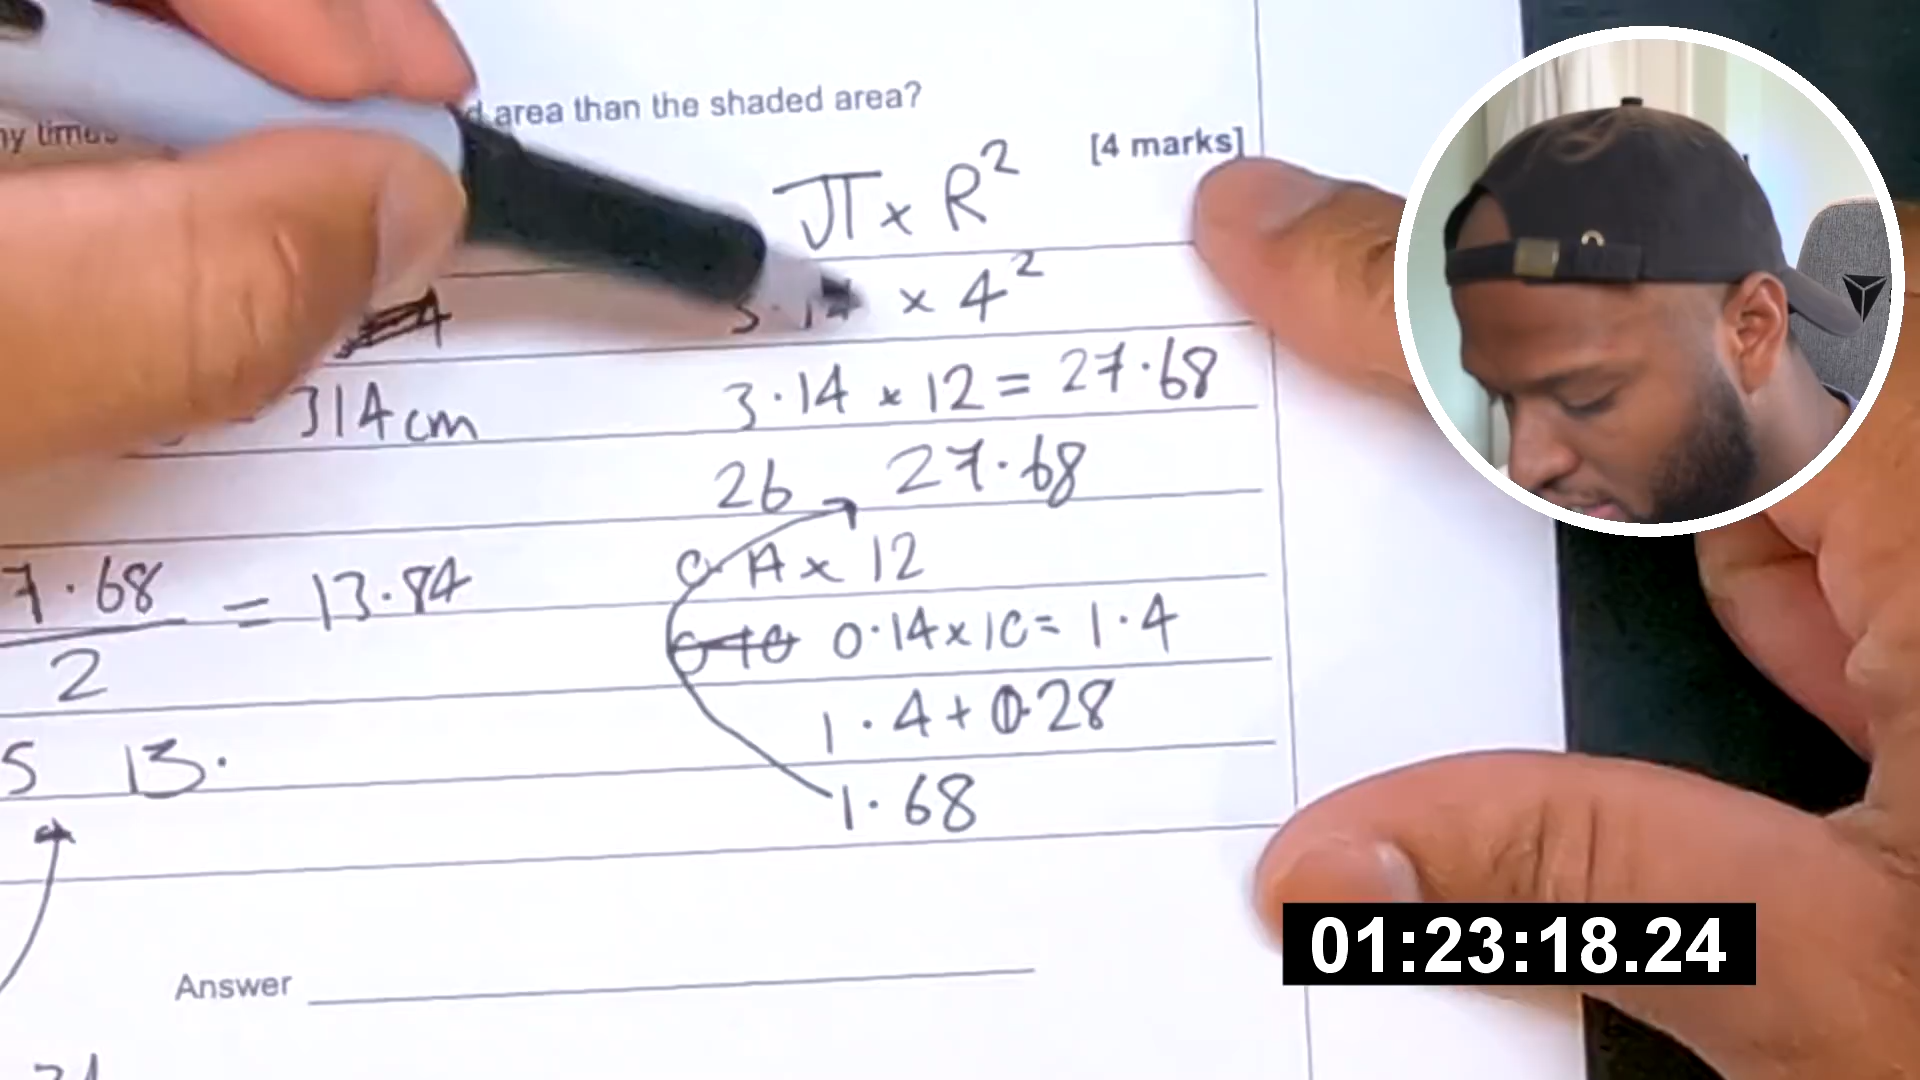 area than the shaded area?
[4 marks]
π × R²
3.14 × 4²
314cm
3.14 × 12 = 27.68
26 27.68
0.14 × 12
7.68 / 2 = 13.84
0.14 × 10 = 1.4
1.4 + 0.28
5 13.
1.68
Answer
01:23:18.24